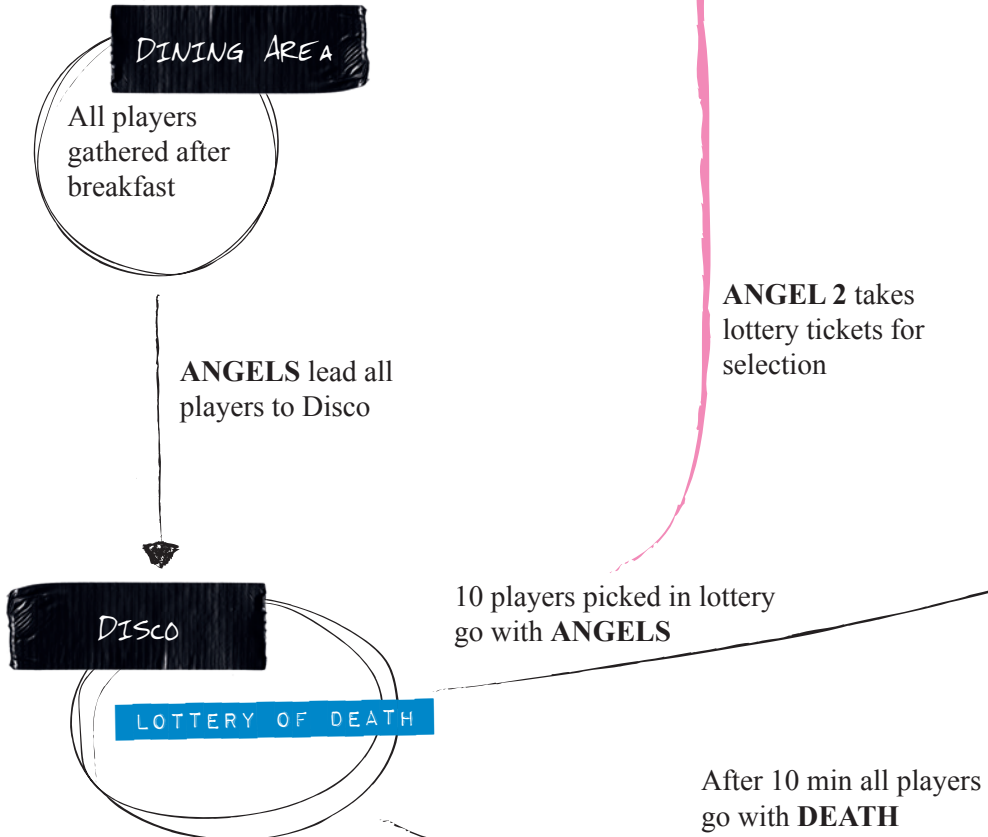 DINING AREA
All players
gathered after
breakfast
ANGEL 2 takes
lottery tickets for
selection
ANGELS lead all
players to Disco
10 players picked in lottery
go with ANGELS
DISCO
LOTTERY OF DEATH
After 10 min all players
go with DEATH